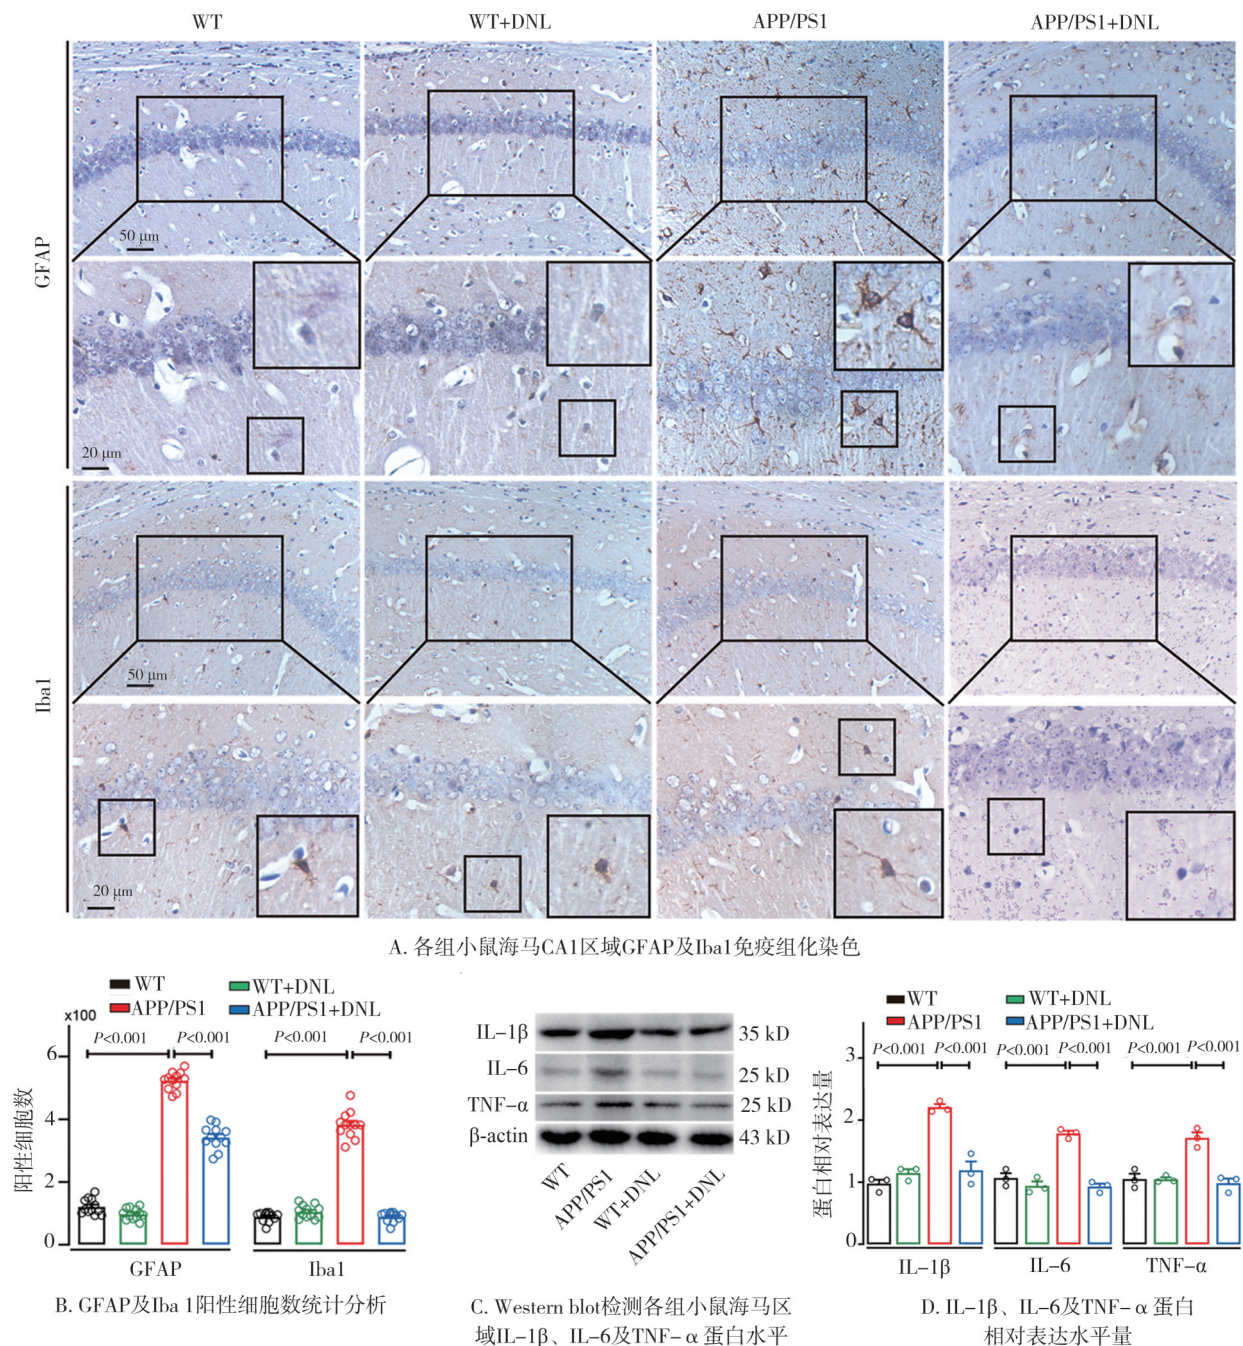 WT WT+DNL APP/PS1 APP/PS1+DNL
GFAP
50 μm
20 μm
Iba1
50 μm
20 μm
A. 各组小鼠海马CA1区域GFAP及Iba1免疫组化染色
WT WT+DNL
APP/PS1 APP/PS1+DNL
x100
P<0.001 P<0.001 P<0.001 P<0.001
阳性细胞数
6
4
2
0
GFAP Iba1
B. GFAP及Iba 1阳性细胞数统计分析
IL-1β 35 kD
IL-6 25 kD
TNF-α 25 kD
β-actin 43 kD
WT APP/PS1 WT+DNL APP/PS1+DNL
C. Western blot检测各组小鼠海马区
域IL-1β、IL-6及TNF-α蛋白水平
WT WT+DNL
APP/PS1 APP/PS1+DNL
P<0.001 P<0.001 P<0.001 P<0.001 P<0.001 P<0.001
蛋白相对表达量
3
2
1
0
IL-1β IL-6 TNF-α
D. IL-1β、IL-6及TNF-α蛋白
相对表达水平量